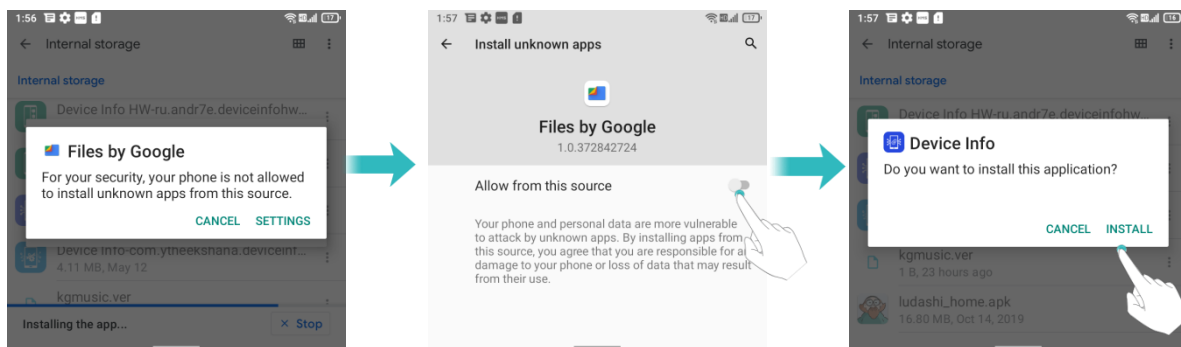 1:56
17
Internal storage
Internal storage
Device Info HW-ru.andr7e.deviceinfohw...
Files by Google
For your security, your phone is not allowed
to install unknown apps from this source.
CANCEL SETTINGS
Device Info-com.ytheekshana.deviceinf...
4.11 MB, May 12
kgmusic.ver
Installing the app...
× Stop
1:57
17
Install unknown apps
Files by Google
1.0.372842724
Allow from this source
Your phone and personal data are more vulnerable
to attack by unknown apps. By installing apps from
this source, you agree that you are responsible for a
damage to your phone or loss of data that may result
from their use.
1:57
16
Internal storage
Internal storage
Device Info HW-ru.andr7e.deviceinfohw...
Device Info
Do you want to install this application?
CANCEL INSTALL
kgmusic.ver
1 B, 23 hours ago
ludashi_home.apk
16.80 MB, Oct 14, 2019